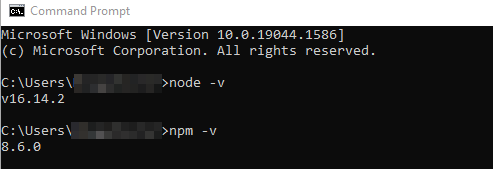 Command Prompt
Microsoft Windows [Version 10.0.19044.1586]
(c) Microsoft Corporation. All rights reserved.
C:\Users\ >node -v
v16.14.2
C:\Users\ >npm -v
8.6.0